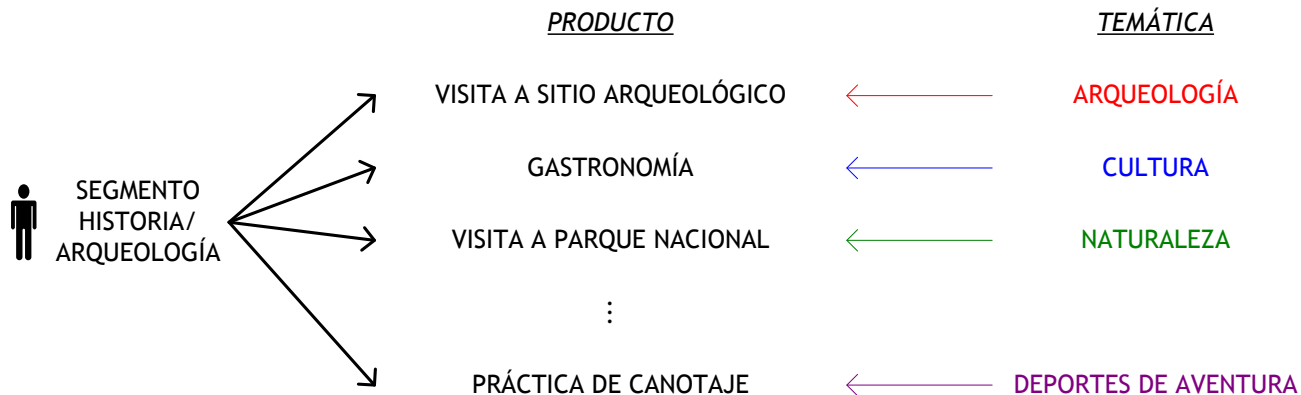 PRODUCTO
TEMÁTICA
VISITA A SITIO ARQUEOLÓGICO
ARQUEOLOGÍA
GASTRONOMÍA
CULTURA
SEGMENTO
HISTORIA/
ARQUEOLOGÍA
VISITA A PARQUE NACIONAL
NATURALEZA
⋮
PRÁCTICA DE CANOTAJE
DEPORTES DE AVENTURA